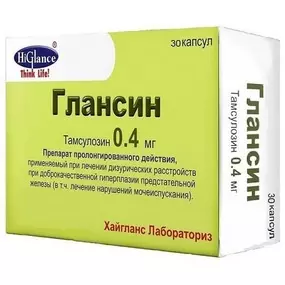 30 капсул
HiGlance
Think Life!
Глансин
Тамсулозин 0.4 мг
Препарат пролонгированного действия,
применяемый при лечении дизурических расстройств
при доброкачественной гиперплазии предстательной
железы (в т.ч. лечение нарушений мочеиспускания).
Хайгланс Лабораториз
Глансин
Тамсулозин 0.4 мг
30 капсул